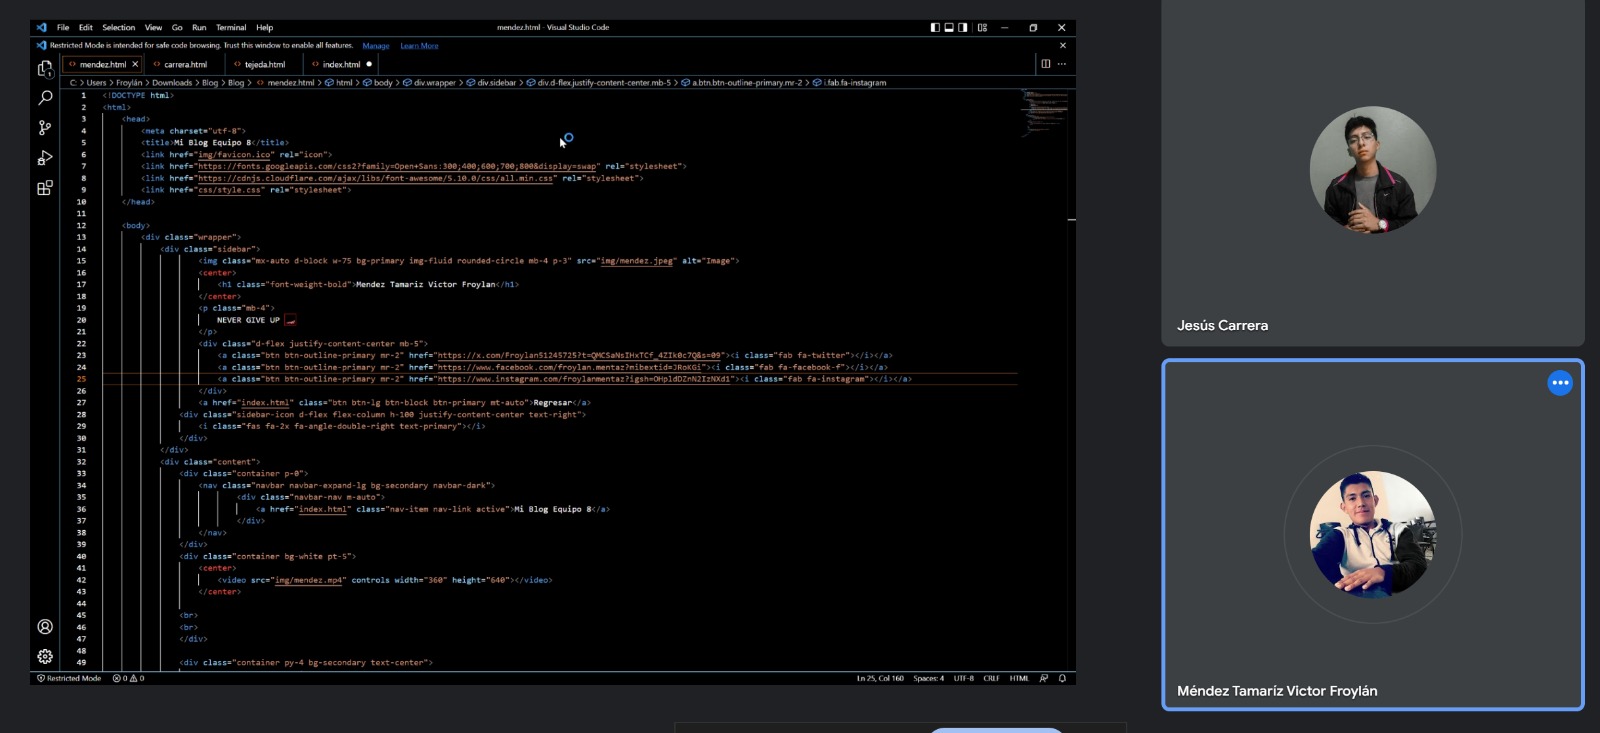 File Edit Selection View Go Run Terminal Help
mendez.html - Visual Studio Code
Restricted Mode is intended for safe code browsing. Trust this window to enable all features. Manage Learn More
mendez.html
carrera.html
tejeda.html
index.html
C: > Users > Froylán > Downloads > Blog > Blog > mendez.html > html > body > div.wrapper > div.sidebar > div.d-flex.justify-content-center.mb-5 > a.btn.btn-outline-primary.mr-2 > i.fab.fa-instagram
1 <!DOCTYPE html>
2 <html>
3 <head>
4 <meta charset="utf-8">
5 <title>Mi Blog Equipo 8</title>
6 <link href="img/favicon.ico" rel="icon">
7 <link href="https://fonts.googleapis.com/css2?family=Open+Sans:300;400;600;700;800&display=swap" rel="stylesheet">
8 <link href="https://cdnjs.cloudflare.com/ajax/libs/font-awesome/5.10.0/css/all.min.css" rel="stylesheet">
9 <link href="css/style.css" rel="stylesheet">
10 </head>
11
12 <body>
13 <div class="wrapper">
14 <div class="sidebar">
15 <img class="mx-auto d-block w-75 bg-primary img-fluid rounded-circle mb-4 p-3" src="img/mendez.jpeg" alt="Image">
16 <center>
17 <h1 class="font-weight-bold">Mendez Tamariz Victor Froylan</h1>
18 </center>
19 <p class="mb-4">
20 NEVER GIVE UP
21 </p>
22 <div class="d-flex justify-content-center mb-5">
23 <a class="btn btn-outline-primary mr-2" href="https://x.com/Froylan51245725?t=QMCSaNsIHxTCf_4ZIk0c7Q&s=09"><i class="fab fa-twitter"></i></a>
24 <a class="btn btn-outline-primary mr-2" href="https://www.facebook.com/froylan.mentaz?mibextid=JRoKGi"><i class="fab fa-facebook-f"></i></a>
25 <a class="btn btn-outline-primary mr-2" href="https://www.instagram.com/froylanmentaz?igsh=OHpldDZnN2IzNXd1"><i class="fab fa-instagram"></i></a>
26 </div>
27 <a href="index.html" class="btn btn-lg btn-block btn-primary mt-auto">Regresar</a>
28 <div class="sidebar-icon d-flex flex-column h-100 justify-content-center text-right">
29 <i class="fas fa-2x fa-angle-double-right text-primary"></i>
30 </div>
31 </div>
32 <div class="content">
33 <div class="container p-0">
34 <nav class="navbar navbar-expand-lg bg-secondary navbar-dark">
35 <div class="navbar-nav m-auto">
36 <a href="index.html" class="nav-item nav-link active">Mi Blog Equipo 8</a>
37 </div>
38 </nav>
39 </div>
40 <div class="container bg-white pt-5">
41 <center>
42 <video src="img/mendez.mp4" controls width="360" height="640"></video>
43 </center>
44
45 <br>
46 <br>
47 </div>
48
49 <div class="container py-4 bg-secondary text-center">
Restricted Mode 0 0
Ln 25, Col 160 Spaces: 4 UTF-8 CRLF HTML
Jesús Carrera
Méndez Tamaríz Victor Froylán